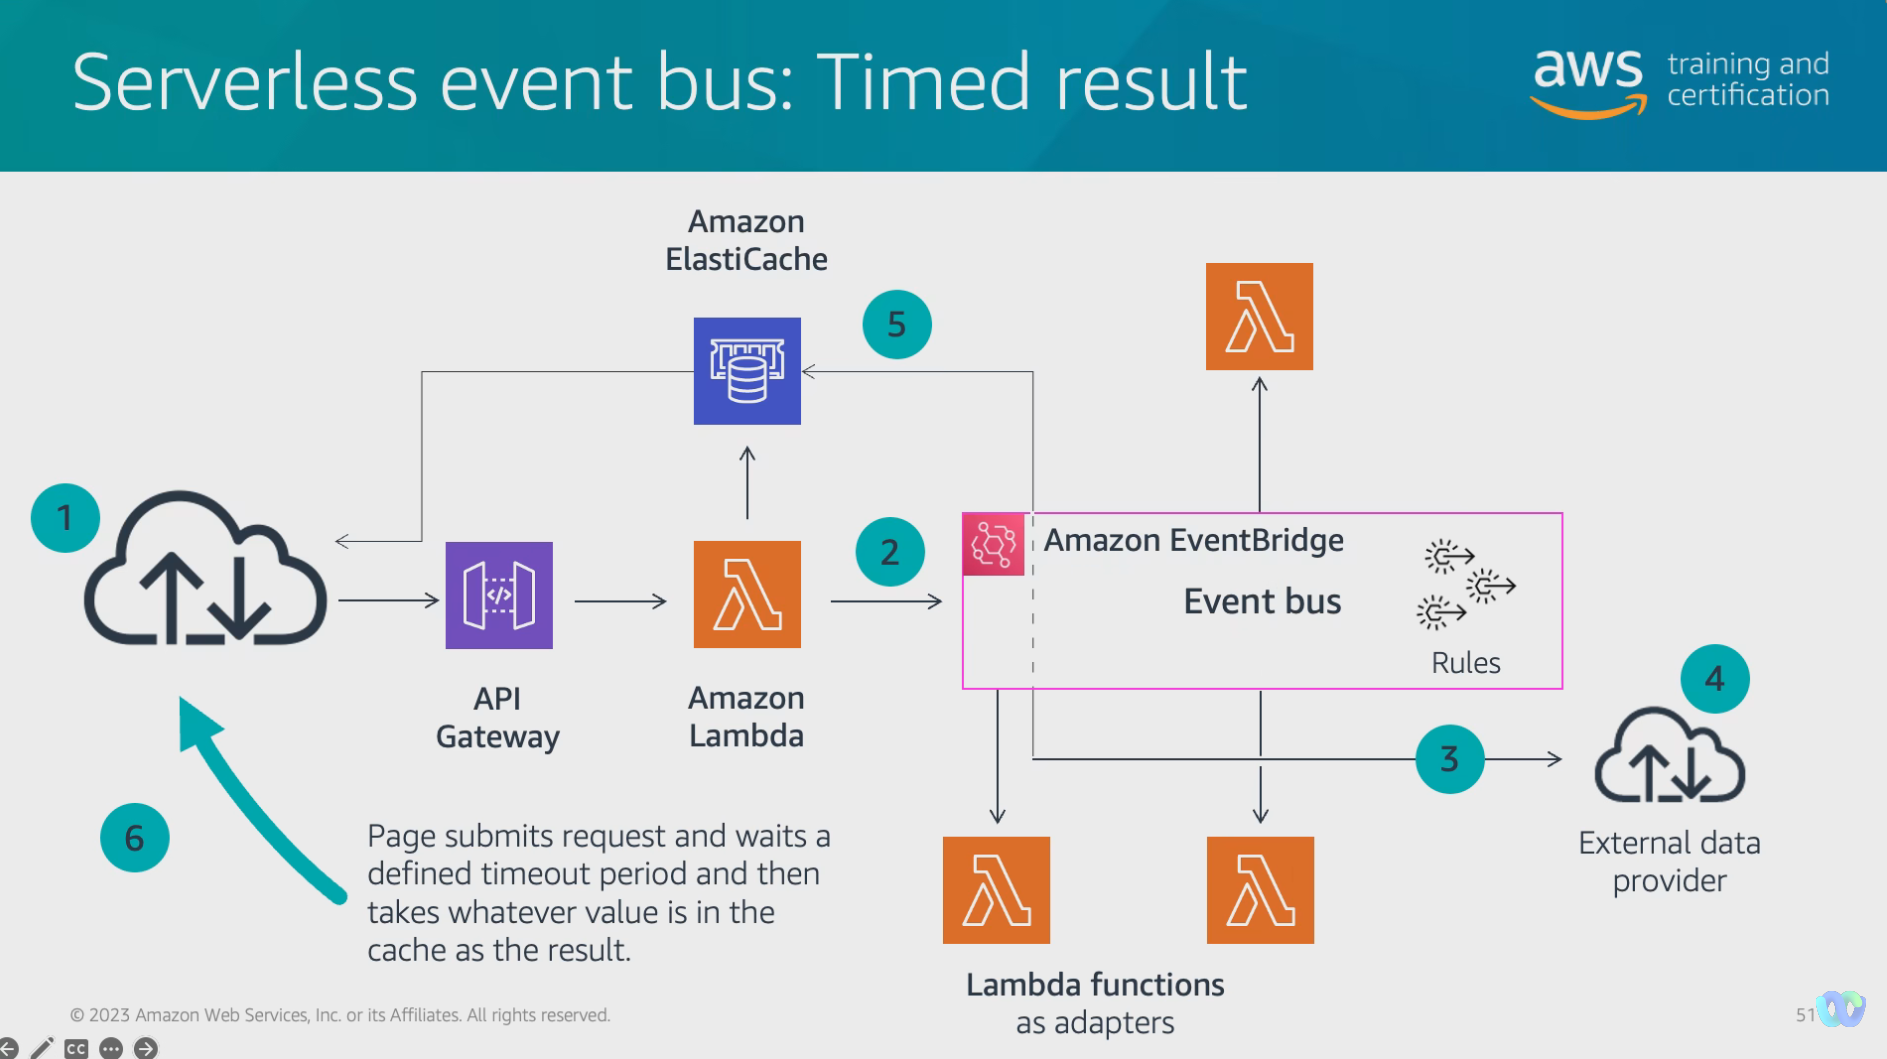 Serverless event bus: Timed result
aws training and
certification
Amazon
ElastiCache
5
1
2
Amazon EventBridge
Event bus
Rules
</>
API
Gateway
Amazon
Lambda
4
3
External data
provider
6
Page submits request and waits a
defined timeout period and then
takes whatever value is in the
cache as the result.
Lambda functions
as adapters
© 2023 Amazon Web Services, Inc. or its Affiliates. All rights reserved.
51
CC